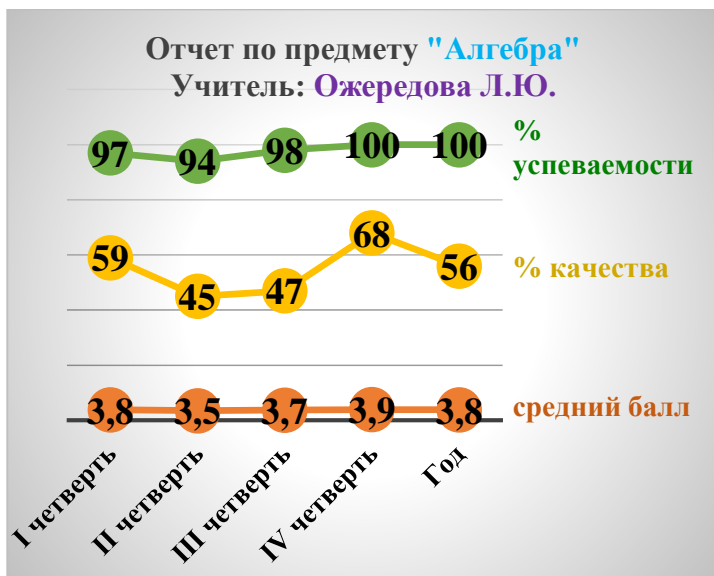 Отчет по предмету "Алгебра"
Учитель: Ожередова Л.Ю.
97 94 98 100 100
% успеваемости
59 45 47 68 56
% качества
3,8 3,5 3,7 3,9 3,8
средний балл
I четверть
II четверть
III четверть
IV четверть
Год